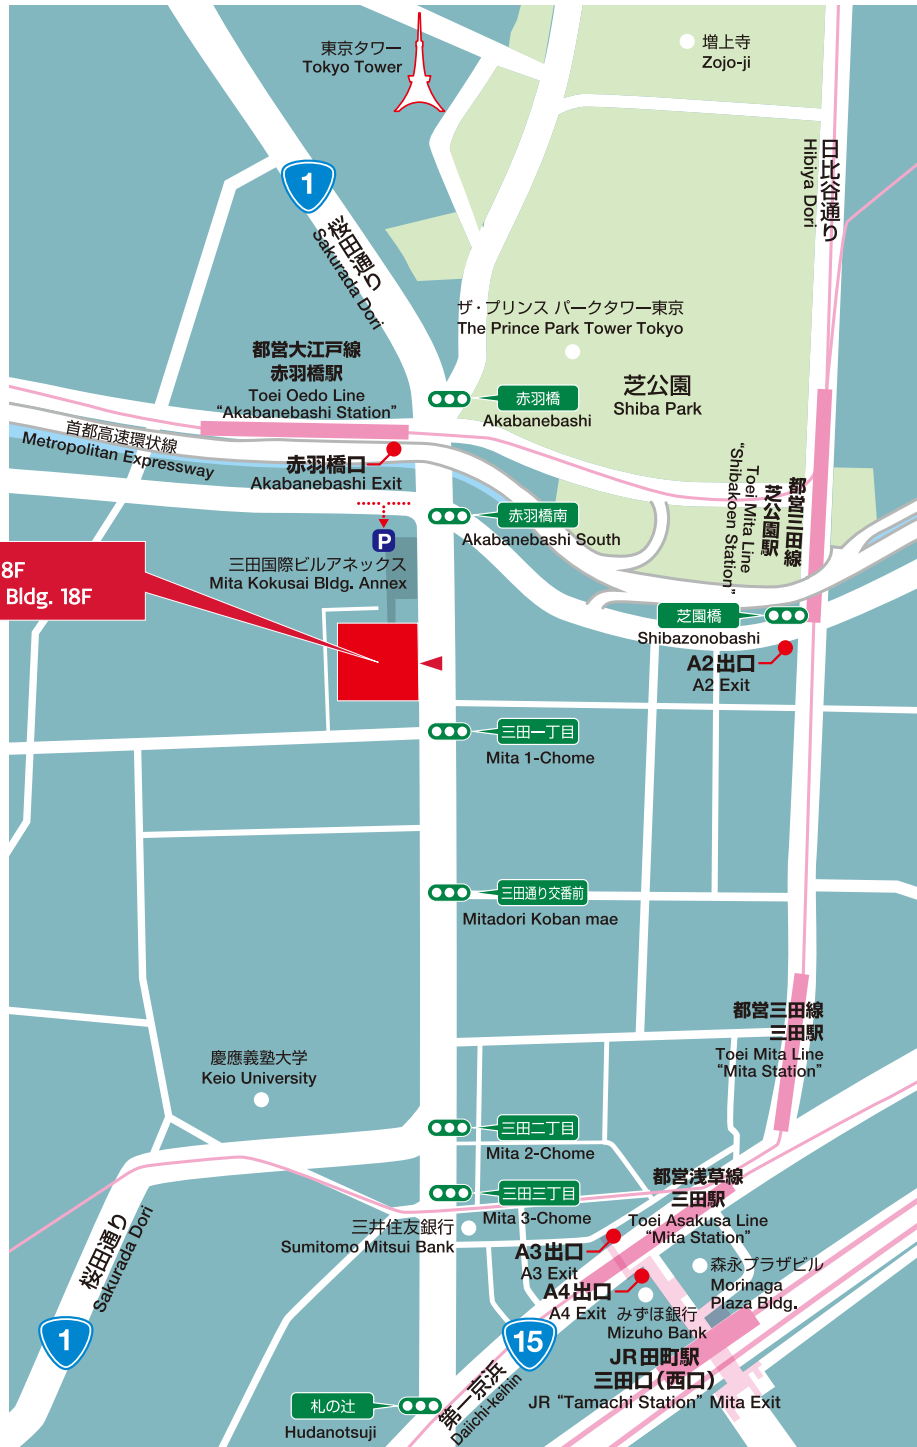 東京タワー
Tokyo Tower
増上寺
Zojo-ji
日比谷通り
Hibiya Dori
1
桜田通り
Sakurada Dori
ザ・プリンス パークタワー東京
The Prince Park Tower Tokyo
都営大江戸線
赤羽橋駅
Toei Oedo Line
“Akabanebashi Station”
芝公園
Shiba Park
赤羽橋
Akabanebashi
首都高速環状線
Metropolitan Expressway
赤羽橋口
Akabanebashi Exit
都営三田線
芝公園駅
Toei Mita Line
“Shibakoen Station”
赤羽橋南
Akabanebashi South
P
三田国際ビルアネックス
Mita Kokusai Bldg. Annex
8F
Bldg. 18F
芝園橋
Shibazonobashi
A2出口
A2 Exit
三田一丁目
Mita 1-Chome
三田通り交番前
Mitadori Koban mae
都営三田線
三田駅
Toei Mita Line
“Mita Station”
慶應義塾大学
Keio University
三田二丁目
Mita 2-Chome
三田三丁目
Mita 3-Chome
都営浅草線
三田駅
Toei Asakusa Line
“Mita Station”
三井住友銀行
Sumitomo Mitsui Bank
桜田通り
Sakurada Dori
A3出口
A3 Exit
A4出口
A4 Exit
森永プラザビル
Morinaga
Plaza Bldg.
みずほ銀行
Mizuho Bank
1
15
JR田町駅
三田口(西口)
JR “Tamachi Station” Mita Exit
第一京浜
Daiichi-keihin
札の辻
Hudanotsuji